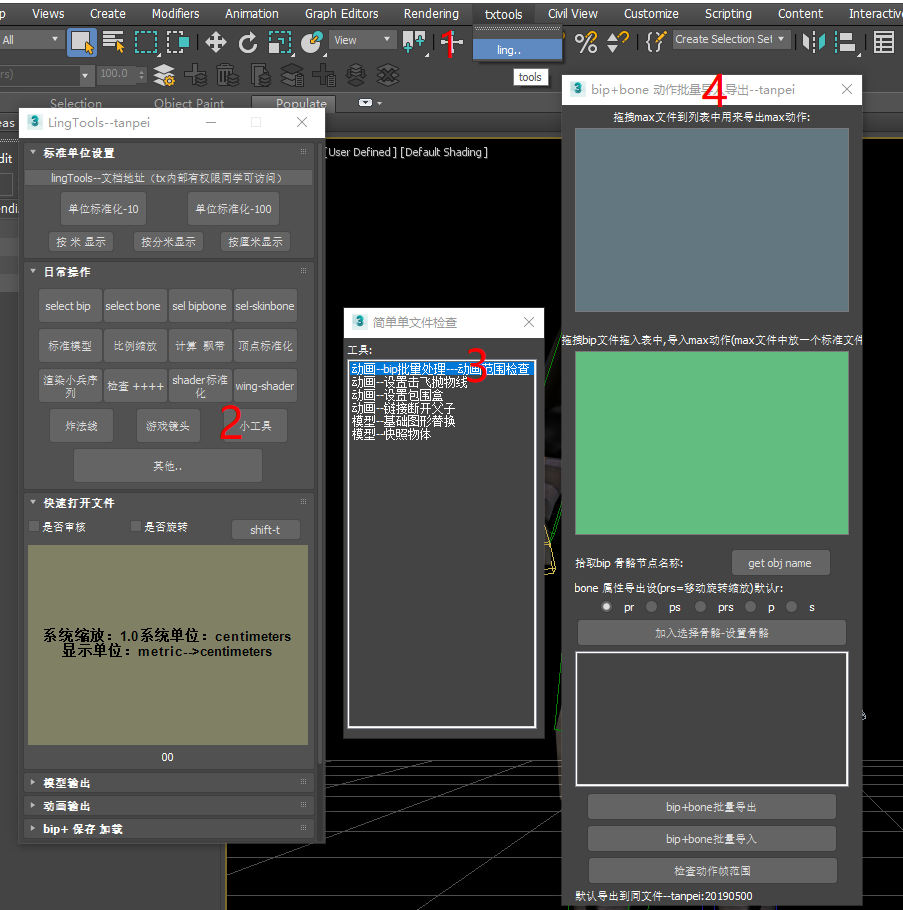 Views Create Modifiers Animation Graph Editors Rendering txtools Civil View Customize Scripting Content Interactive
All View Create Selection Set
1
ling..
100.0
tools
Selection Object Paint Populate
[User Defined ] [Default Shading ]
LingTools--tanpei
标准单位设置
lingTools--文档地址（tx内部有权限同学可访问）
单位标准化-10 单位标准化-100
按 米 显示 按分米显示 按厘米显示
日常操作
select bip select bone sel bipbone sel-skinbone
标准模型 比例缩放 计算 飘带 顶点标准化
渲染小兵序列 检查 ++++ shader标准化 wing-shader
炸法线 游戏镜头 小工具
2
其他..
快速打开文件
是否审核 是否旋转 shift-t
系统缩放：1.0系统单位：centimeters
显示单位：metric-->centimeters
00
模型输出
动画输出
bip+ 保存 加载
简单单文件检查
工具:
动画--bip批量处理---动画范围检查
3
动画--设置击飞抛物线
动画--设置包围盒
动画--链接断开父子
模型--基础图形替换
模型--快照物体
bip+bone 动作批量导入导出--tanpei
4
拖拽max文件到列表中用来导出max动作:
拖拽bip文件拖入表中,导入max动作(max文件中放一个标准文件
拾取bip 骨骼节点名称: get obj name
bone 属性导出设(prs=移动旋转缩放)默认r:
pr ps prs p s
加入选择骨骼-设置骨骼
bip+bone批量导出
bip+bone批量导入
检查动作帧范围
默认导出到同文件--tanpei:20190500